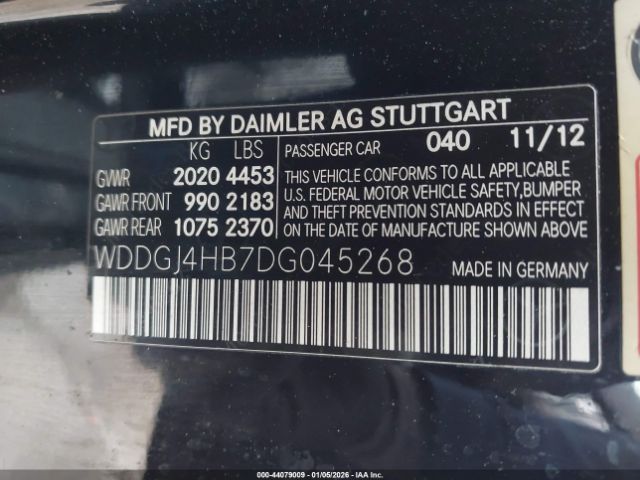 MFD BY DAIMLER AG STUTTGART
KG LBS PASSENGER CAR 040 11/12
GVWR 2020 4453
GAWR FRONT 990 2183
GAWR REAR 1075 2370
THIS VEHICLE CONFORMS TO ALL APPLICABLE
U.S. FEDERAL MOTOR VEHICLE SAFETY,BUMPER
AND THEFT PREVENTION STANDARDS IN EFFECT
ON THE DATE OF MANUFACTURE SHOWN ABOVE
WDDGJ4HB7DG045268 MADE IN GERMANY
000-44079009 - 01/05/2026 - IAA Inc.